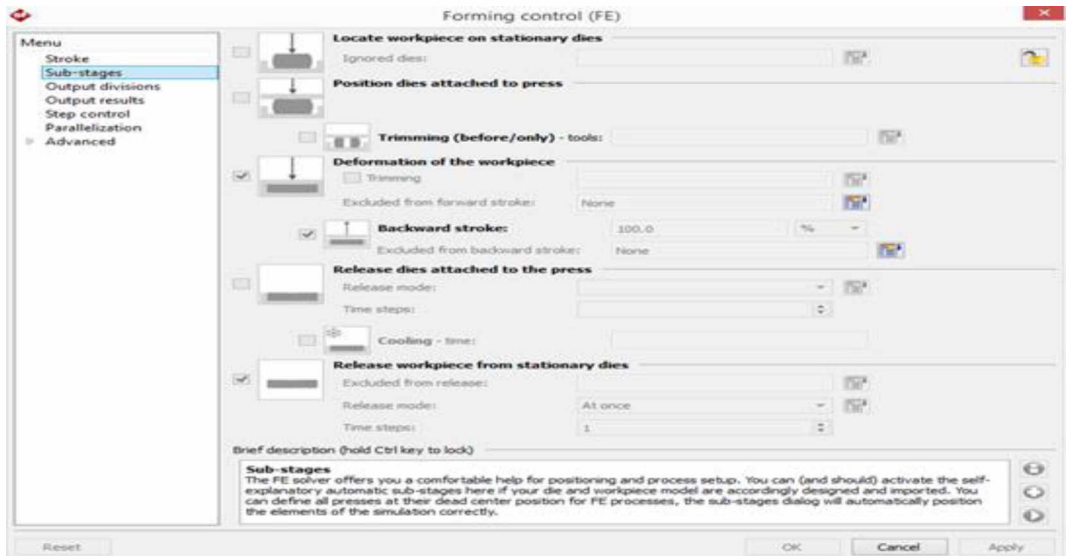 Forming control (FE)
Menu
Stroke
Sub-stages
Output divisions
Output results
Step control
Parallelization
Advanced
Locate workpiece on stationary dies
Ignored dies:
Position dies attached to press
Trimming (before/only) - tools:
Deformation of the workpiece
Trimming
Excluded from forward stroke: None
Backward stroke: 100.0 %
Excluded from backward stroke: None
Release dies attached to the press
Release mode:
Time steps:
Cooling - time:
Release workpiece from stationary dies
Excluded from release:
Release mode: At once
Time steps: 1
Brief description (hold Ctrl key to lock)
Sub-stages
The FE solver offers you a comfortable help for positioning and process setup. You can (and should) activate the self-
explanatory automatic sub-stages here if your die and workpiece model are accordingly designed and imported. You
can define all presses at their dead center position for FE processes, the sub-stages dialog will automatically position
the elements of the simulation correctly.
Reset OK Cancel Apply